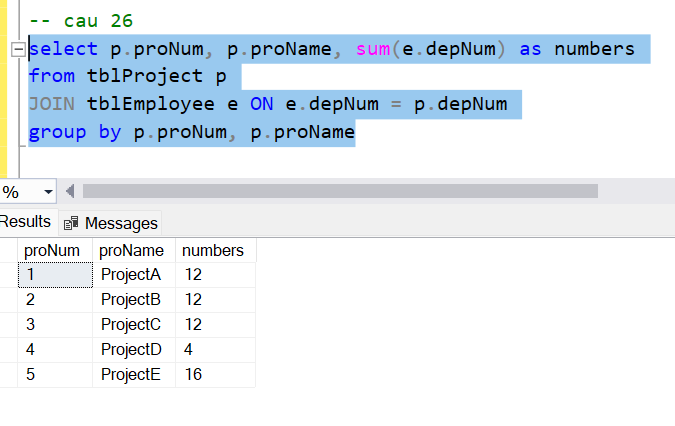 -- cau 26
select p.proNum, p.proName, sum(e.depNum) as numbers
from tblProject p
JOIN tblEmployee e ON e.depNum = p.depNum
group by p.proNum, p.proName
%
Results Messages
proNum proName numbers
1 ProjectA 12
2 ProjectB 12
3 ProjectC 12
4 ProjectD 4
5 ProjectE 16